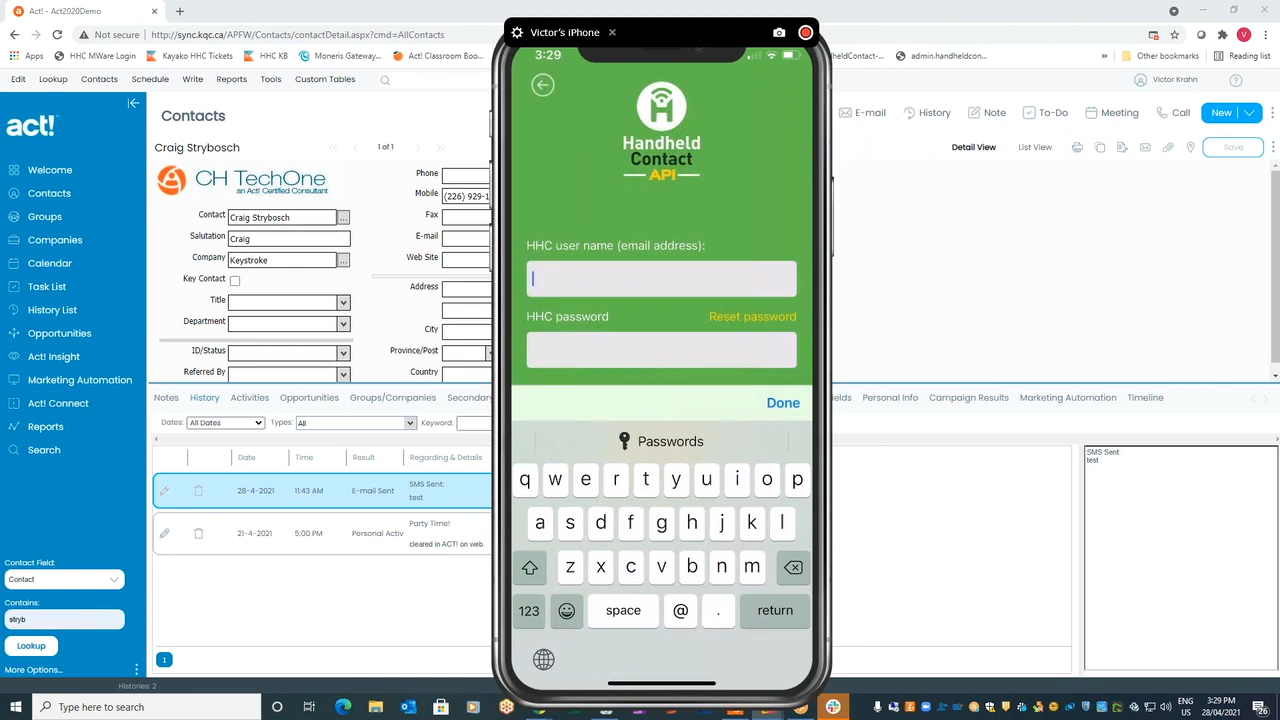 Act! - Act2020Demo
Victor's iPhone
Not secure
http://sync.kqc.ca/APFW/Contacts/contactDetail.aspx?cmd=AllContacts
Apps
HHC MWare Login
Kayako HHC Tickets
HHC KB
Moneris Gateway...
Act! Classroom Boo...
HandheldContact-...
admin.handheldcon...
Other bookmarks
Reading list
Edit
Lookup
Contacts
Schedule
Write
Reports
Tools
Custom Tables
Victor Krahn
act!
Contacts
E-mail
History
Note
To-Do
Meeting
Call
New
Craig Strybosch
1 of 1
Detail View
List View
Save
Welcome
Contacts
Groups
Companies
Calendar
Task List
History List
Opportunities
Act! Insight
Marketing Automation
Act! Connect
Reports
Search
Contact Field:
Contact
Contains:
stryb
Lookup
More Options...
CH TechOne
an Act! Certified Consultant
Contact
Craig Strybosch
Salutation
Craig
Company
Keystroke
Key Contact
Title
Department
ID/Status
Referred By
Phone
Mobile
(226) 929-1
Fax
E-mail
Web Site
Address
City
Province/Post
Country
Notes
History
Activities
Opportunities
Groups/Companies
Secondary
Fields
Personal Info
Campaign Results
Marketing Automation
Timeline
Dates:
All Dates
Types:
All
Keyword:
Date
Time
Result
Regarding & Details
28-4-2021
11:43 AM
E-mail Sent
SMS Sent:
test
21-4-2021
5:00 PM
Personal Activ
Party Time!
cleared in ACT! on web.
SMS Sent:
test
1
Histories: 2
3:29
Handheld
Contact
API
HHC user name (email address):
HHC password
Reset password
Done
Passwords
q w e r t y u i o p
a s d f g h j k l
z x c v b n m
123
space
@
.
return
Type here to search
ENG
US
3:29 PM
28/04/2021